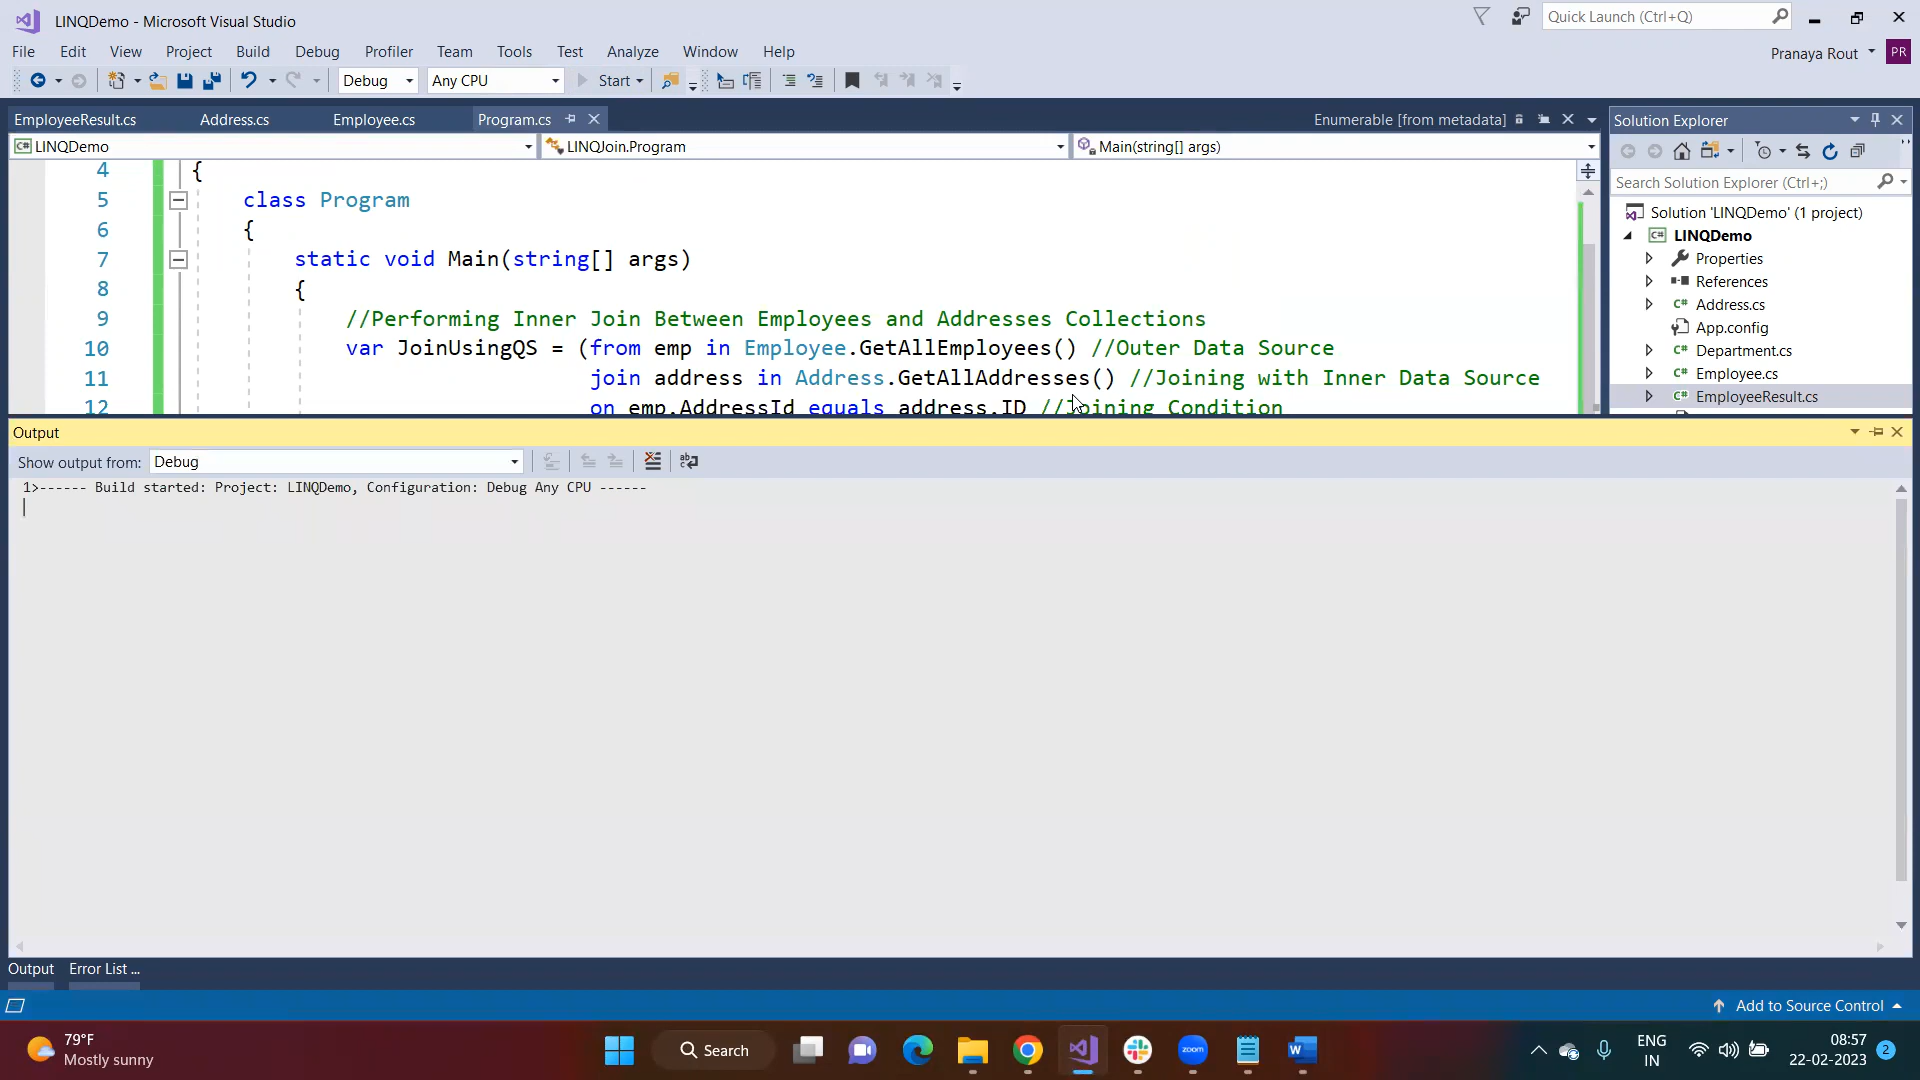 LINQDemo - Microsoft Visual Studio
Quick Launch (Ctrl+Q)
File Edit View Project Build Debug Profiler Team Tools Test Analyze Window Help
Pranaya Rout PR
Debug Any CPU Start
EmployeeResult.cs Address.cs Employee.cs Program.cs Enumerable [from metadata]
Solution Explorer
C# LINQDemo LINQJoin.Program Main(string[] args)
Search Solution Explorer (Ctrl+;)
4 {
5 class Program
6 {
7 static void Main(string[] args)
8 {
9 //Performing Inner Join Between Employees and Addresses Collections
10 var JoinUsingQS = (from emp in Employee.GetAllEmployees() //Outer Data Source
11 join address in Address.GetAllAddresses() //Joining with Inner Data Source
12 on emp.AddressId equals address.ID //Joining Condition
Solution 'LINQDemo' (1 project)
C# LINQDemo
Properties
References
C# Address.cs
App.config
C# Department.cs
C# Employee.cs
C# EmployeeResult.cs
Output
Show output from: Debug
1>------ Build started: Project: LINQDemo, Configuration: Debug Any CPU ------
Output Error List ...
Add to Source Control
79°F
Mostly sunny
Search
zoom
W
ENG
IN
08:57
22-02-2023
2